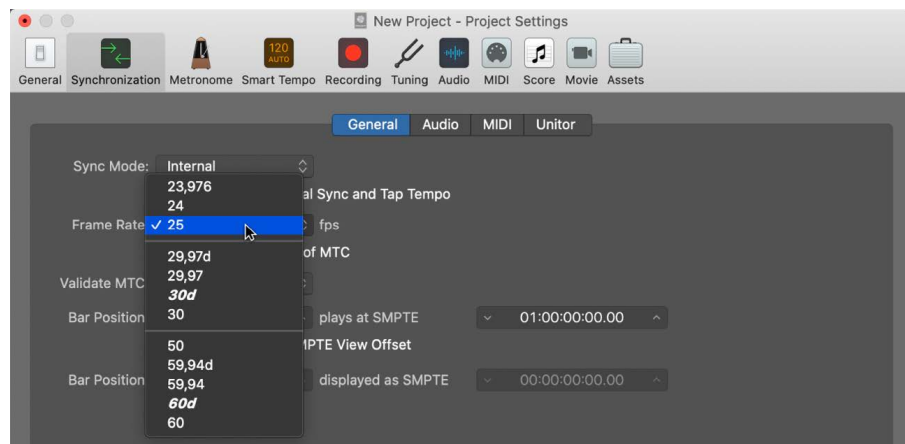 New Project - Project Settings
General Synchronization Metronome Smart Tempo Recording Tuning Audio MIDI Score Movie Assets
120
AUTO
General Audio MIDI Unitor
Sync Mode: Internal
23,976
al Sync and Tap Tempo
24
Frame Rate ✓ 25 fps
of MTC
29,97d
29,97
Validate MTC
30d
Bar Position 30 plays at SMPTE 01:00:00:00.00
50 MPTE View Offset
59,94d
Bar Position 59,94 displayed as SMPTE 00:00:00:00.00
60d
60